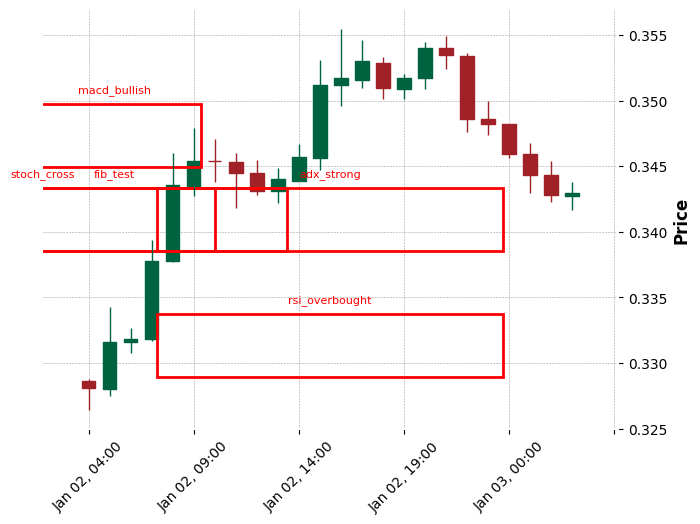 macd_bullish
stoch_cross
fib_test
adx_strong
rsi_overbought
0.355
0.350
0.345
0.340
0.335
0.330
0.325
Price
Jan 02, 04:00
Jan 02, 09:00
Jan 02, 14:00
Jan 02, 19:00
Jan 03, 00:00